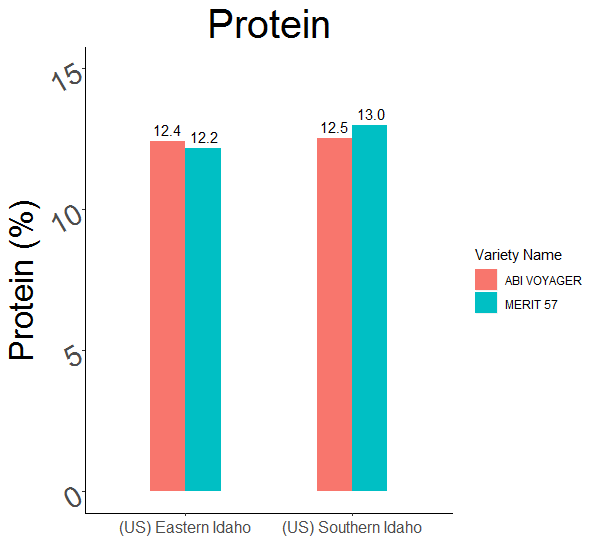 Protein
15
10
5
0
Protein (%)
12.4
12.2
12.5
13.0
(US) Eastern Idaho
(US) Southern Idaho
Variety Name
ABI VOYAGER
MERIT 57